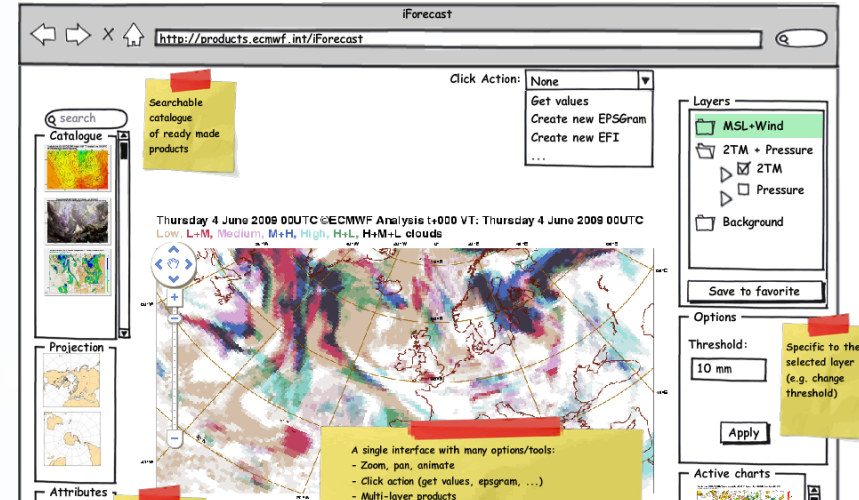 iForecast
http://products.ecmwf.int/iForecast
Click Action:
None
Get values
Create new EPSGram
Create new EFI
...
search
Catalogue
Searchable
catalogue
of ready made
products
Layers
MSL+Wind
2TM + Pressure
2TM
Pressure
Background
Save to favorite
Thursday 4 June 2009 00UTC ©ECMWF Analysis t+000 VT: Thursday 4 June 2009 00UTC
Low, L+M, Medium, M+H, High, H+L, H+M+L clouds
Projection
Attributes
Options
Threshold:
10 mm
Apply
Specific to the
selected layer
(e.g. change
threshold)
Active charts
A single interface with many options/tools:
- Zoom, pan, animate
- Click action (get values, epsgram, ...)
- Multi-layer products